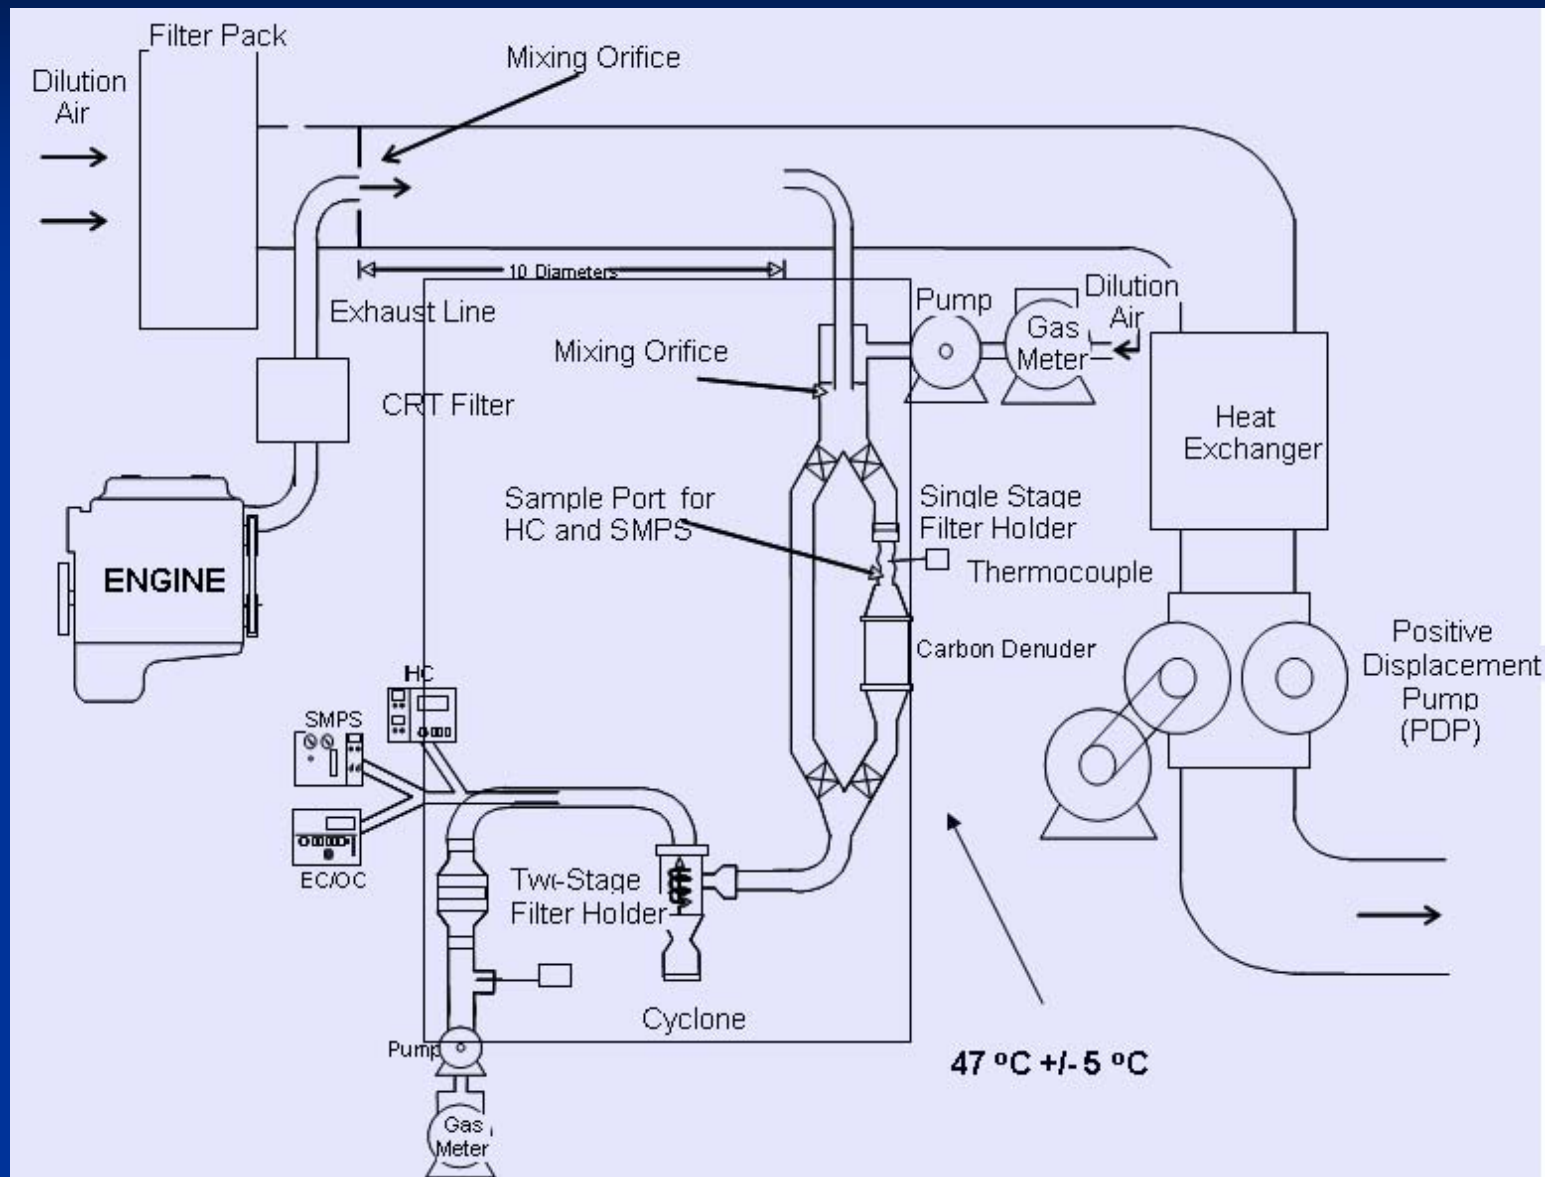 Filter Pack
Mixing Orifice
Dilution
Air
10 Diameters
Exhaust Line
Pump
Dilution
Air
Gas
Meter
Mixing Orifice
CRT Filter
Heat
Exchanger
Sample Port for
HC and SMPS
Single Stage
Filter Holder
Thermocouple
ENGINE
Carbon Denuder
Positive
Displacement
Pump
(PDP)
HC
SMPS
EC/OC
Two-Stage
Filter Holder
Cyclone
Pump
47 ºC +/- 5 ºC
Gas
Meter